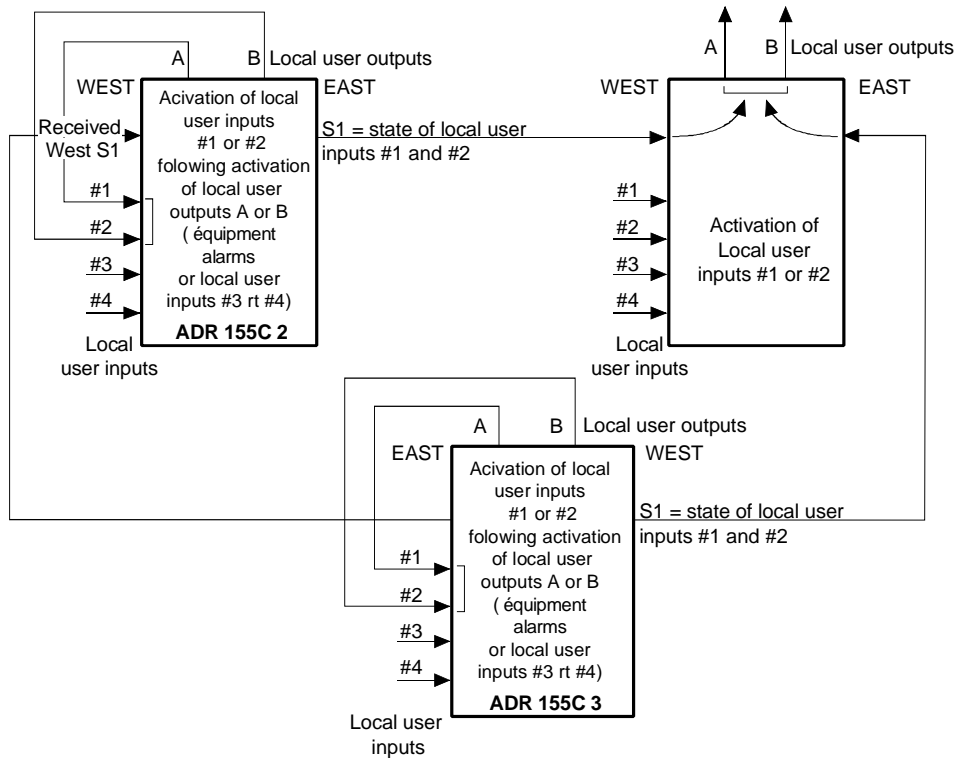 A
B Local user outputs
WEST
EAST
Received
West S1
Acivation of local
user inputs
#1 or #2
folowing activation
of local user
outputs A or B
( équipment
alarms
or local user
inputs #3 rt #4)
ADR 155C 2
#1
#2
#3
#4
Local
user inputs
S1 = state of local user
inputs #1 and #2
A
B Local user outputs
WEST
EAST
#1
#2
#3
#4
Activation of
Local user
inputs #1 or #2
Local
user inputs
A
B Local user outputs
EAST
WEST
Acivation of local
user inputs
#1 or #2
following activation
of local user
outputs A or B
( équipment
alarms
or local user
inputs #3 rt #4)
ADR 155C 3
#1
#2
#3
#4
Local user
inputs
S1 = state of local user
inputs #1 and #2